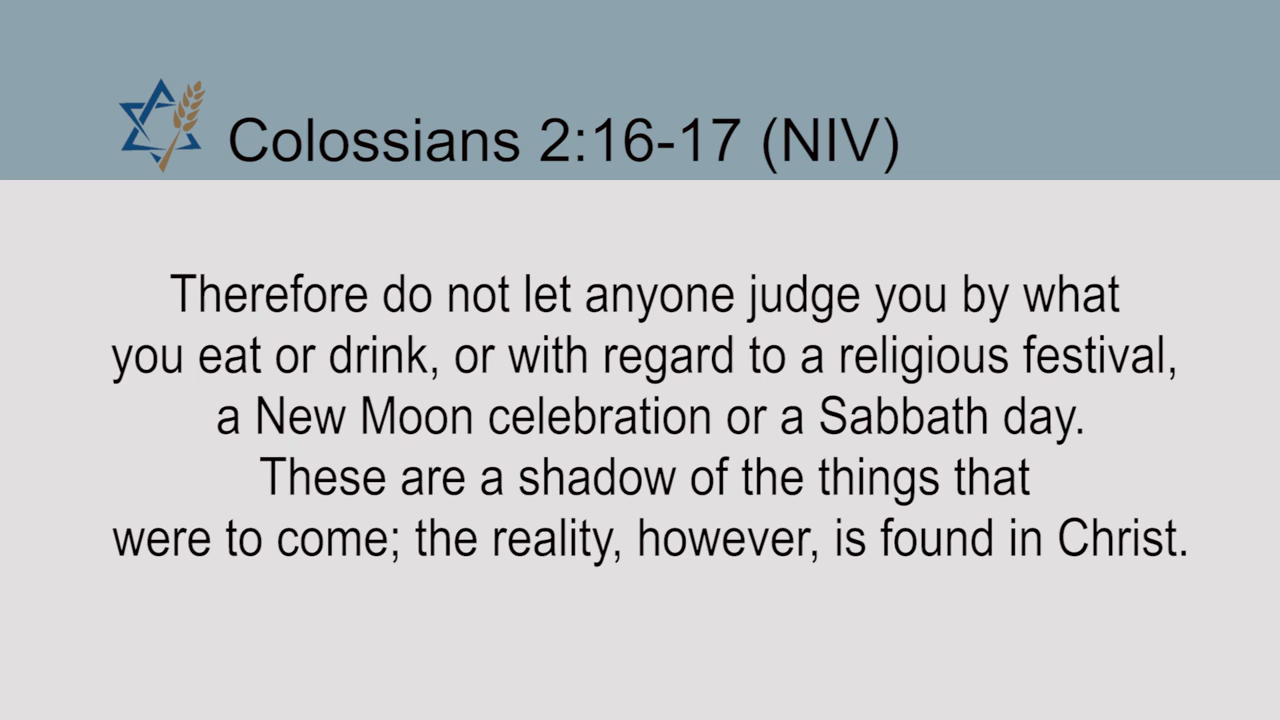 Colossians 2:16-17 (NIV)
Therefore do not let anyone judge you by what
you eat or drink, or with regard to a religious festival,
a New Moon celebration or a Sabbath day.
These are a shadow of the things that
were to come; the reality, however, is found in Christ.